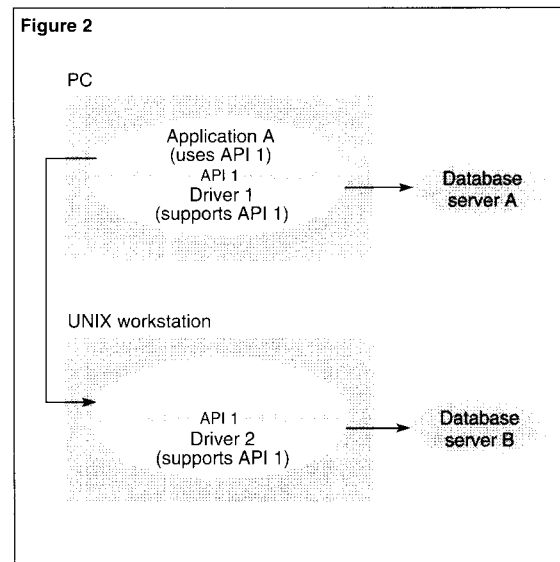 Figure 2
PC
Application A
(uses API 1)
API 1
Driver 1
(supports API 1)
Database
server A
UNIX workstation
API 1
Driver 2
(supports API 1)
Database
server B